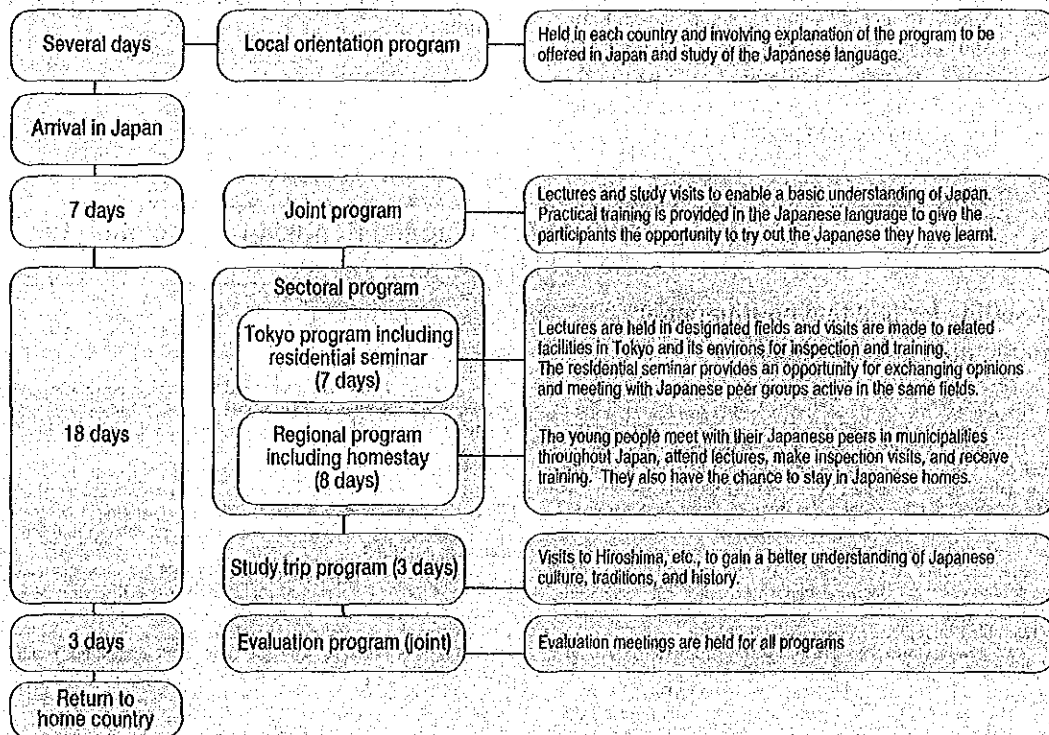 Several days
Local orientation program
Held in each country and involving explanation of the program to be
offered in Japan and study of the Japanese language.
Arrival in Japan
7 days
Joint program
Lectures and study visits to enable a basic understanding of Japan.
Practical training is provided in the Japanese language to give the
participants the opportunity to try out the Japanese they have learnt.
18 days
Sectoral program
Tokyo program including
residential seminar
(7 days)
Lectures are held in designated fields and visits are made to related
facilities in Tokyo and its environs for inspection and training.
The residential seminar provides an opportunity for exchanging opinions
and meeting with Japanese peer groups active in the same fields.
Regional program
including homestay
(8 days)
The young people meet with their Japanese peers in municipalities
throughout Japan, attend lectures, make inspection visits, and receive
training. They also have the chance to stay in Japanese homes.
Study trip program (3 days)
Visits to Hiroshima, etc., to gain a better understanding of Japanese
culture, traditions, and history.
3 days
Evaluation program (joint)
Evaluation meetings are held for all programs
Return to
home country